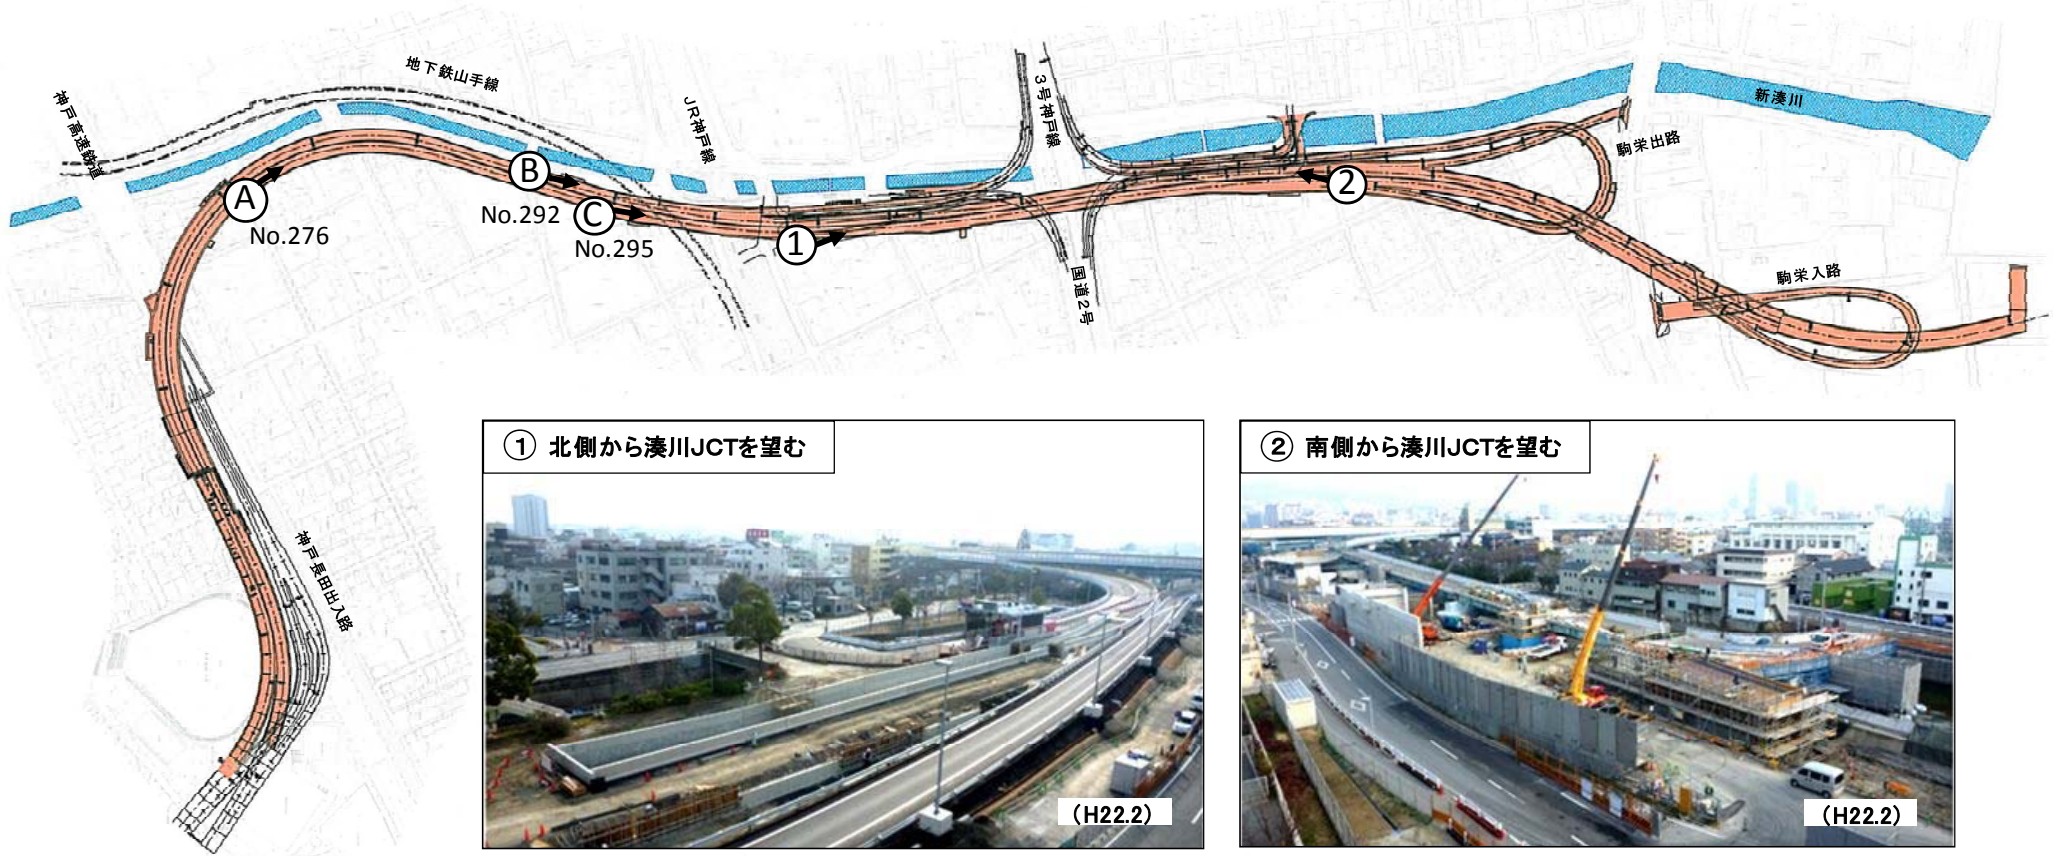 地下鉄山手線
神戸高速鉄道
JR神戸線
3号神戸線
新湊川
駒栄出路
A
No.276
B
No.292
C
No.295
1
2
国道2号
駒栄入路
神戸長田出入路
① 北側から湊川JCTを望む
(H22.2)
② 南側から湊川JCTを望む
(H22.2)